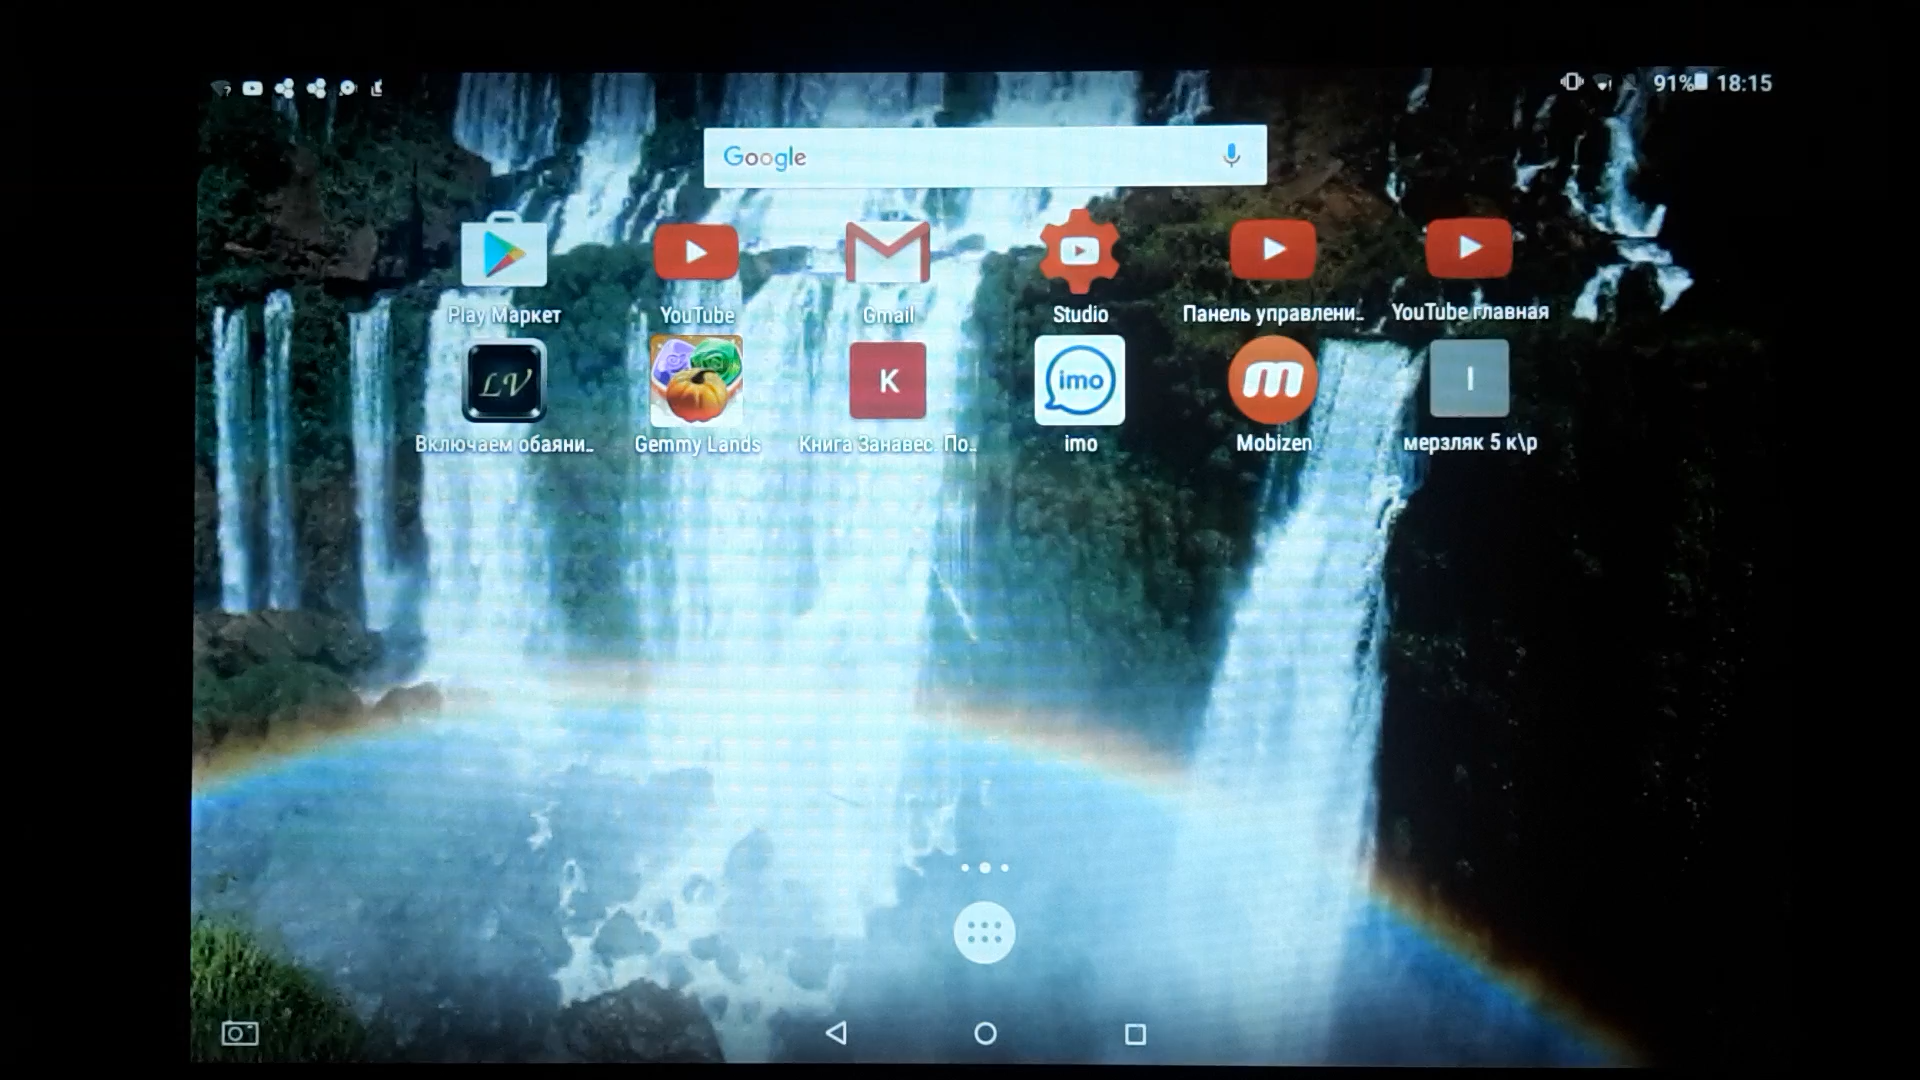 91% 18:15
Google
Play Маркет
YouTube
Gmail
Studio
Панель управлени...
YouTube главная
LV
K
imo
m
I
Включаем обаяни...
Gemmy Lands
Книга Занавес. По...
imo
Mobizen
мерзляк 5 к\р